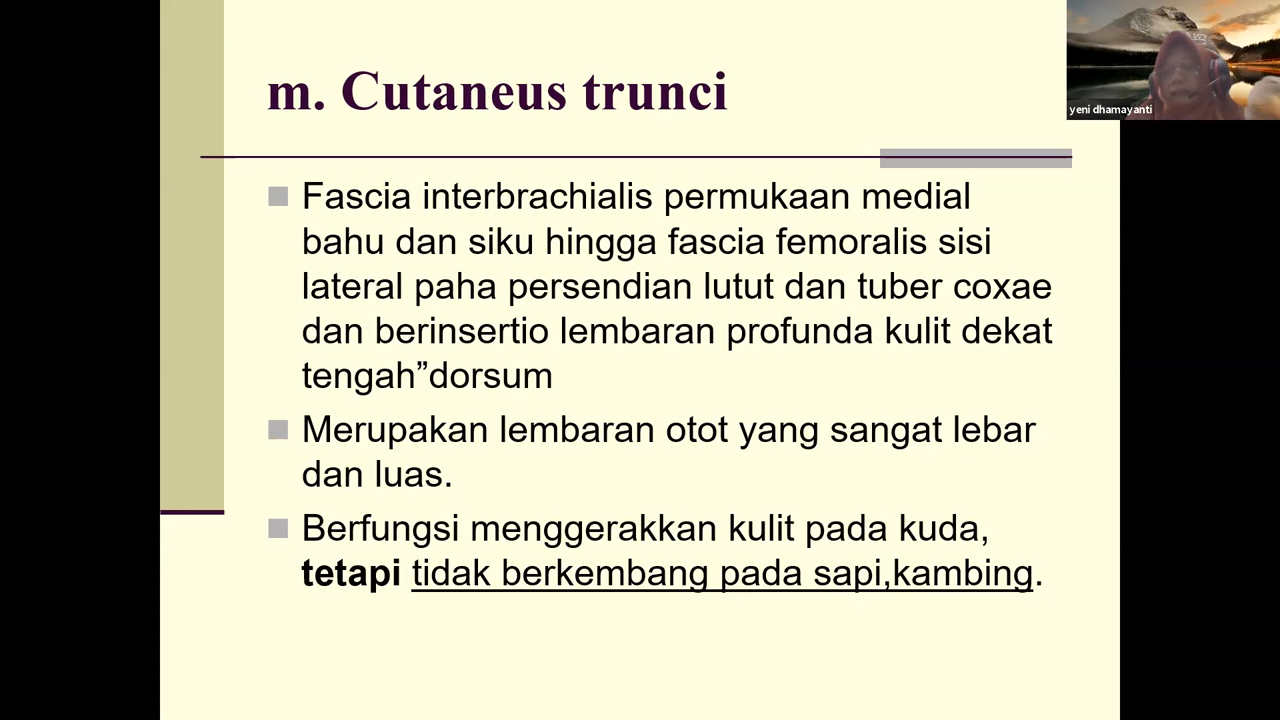 m. Cutaneus trunci
yeni dhamayanti
Fascia interbrachialis permukaan medial
bahu dan siku hingga fascia femoralis sisi
lateral paha persendian lutut dan tuber coxae
dan berinsertio lembaran profunda kulit dekat
tengah”dorsum
Merupakan lembaran otot yang sangat lebar
dan luas.
Berfungsi menggerakkan kulit pada kuda,
tetapi tidak berkembang pada sapi,kambing.